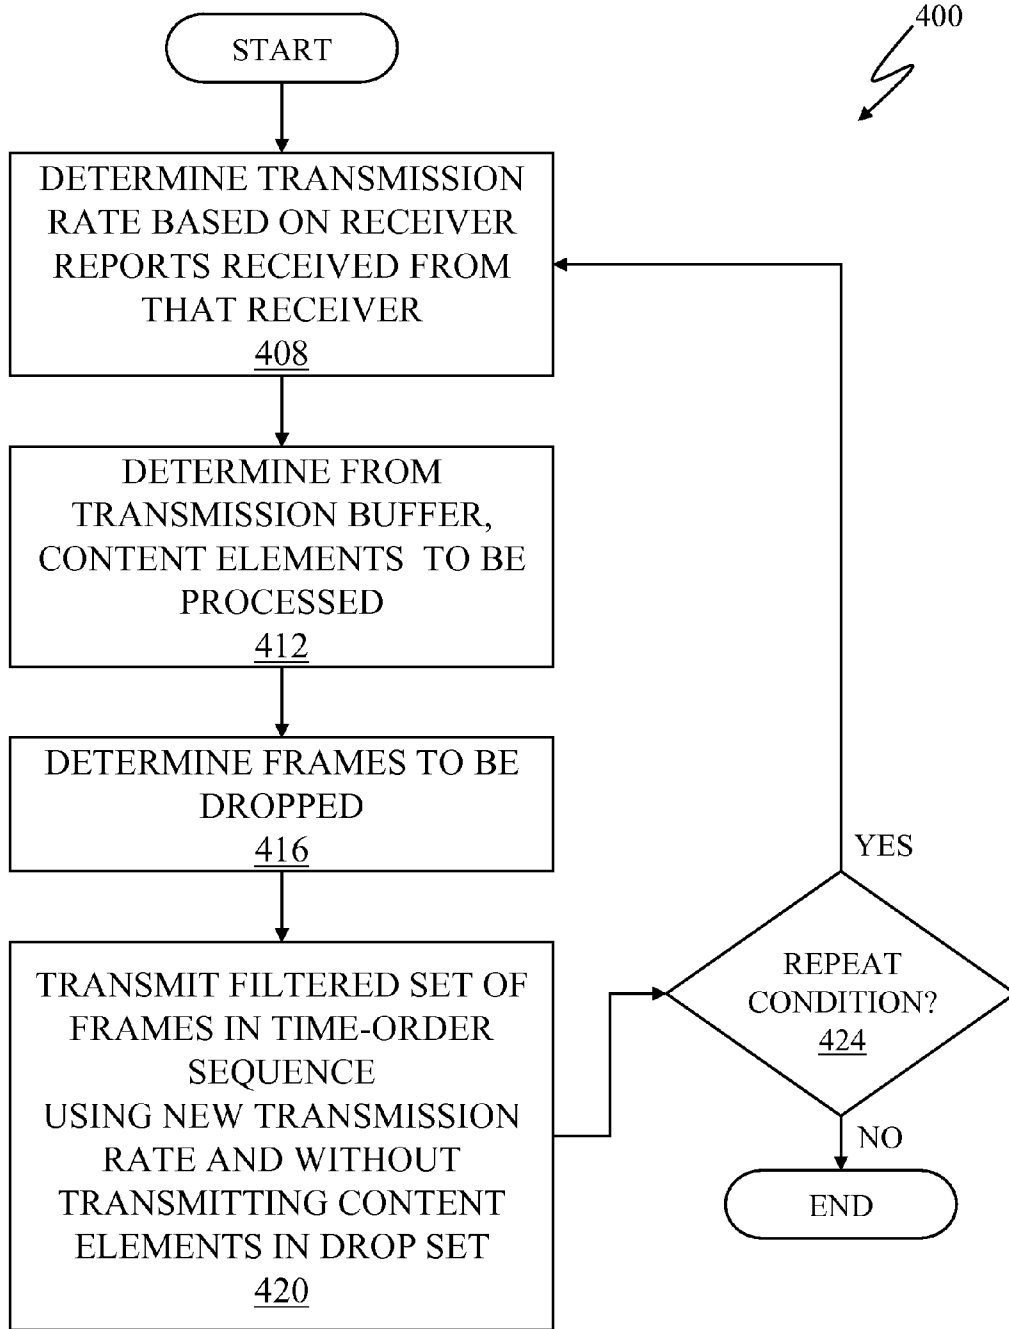 400
START
DETERMINE TRANSMISSION
RATE BASED ON RECEIVER
REPORTS RECEIVED FROM
THAT RECEIVER
408
DETERMINE FROM
TRANSMISSION BUFFER,
CONTENT ELEMENTS TO BE
PROCESSED
412
DETERMINE FRAMES TO BE
DROPPED
416
TRANSMIT FILTERED SET OF
FRAMES IN TIME-ORDER
SEQUENCE
USING NEW TRANSMISSION
RATE AND WITHOUT
TRANSMITTING CONTENT
ELEMENTS IN DROP SET
420
YES
REPEAT
CONDITION?
424
NO
END